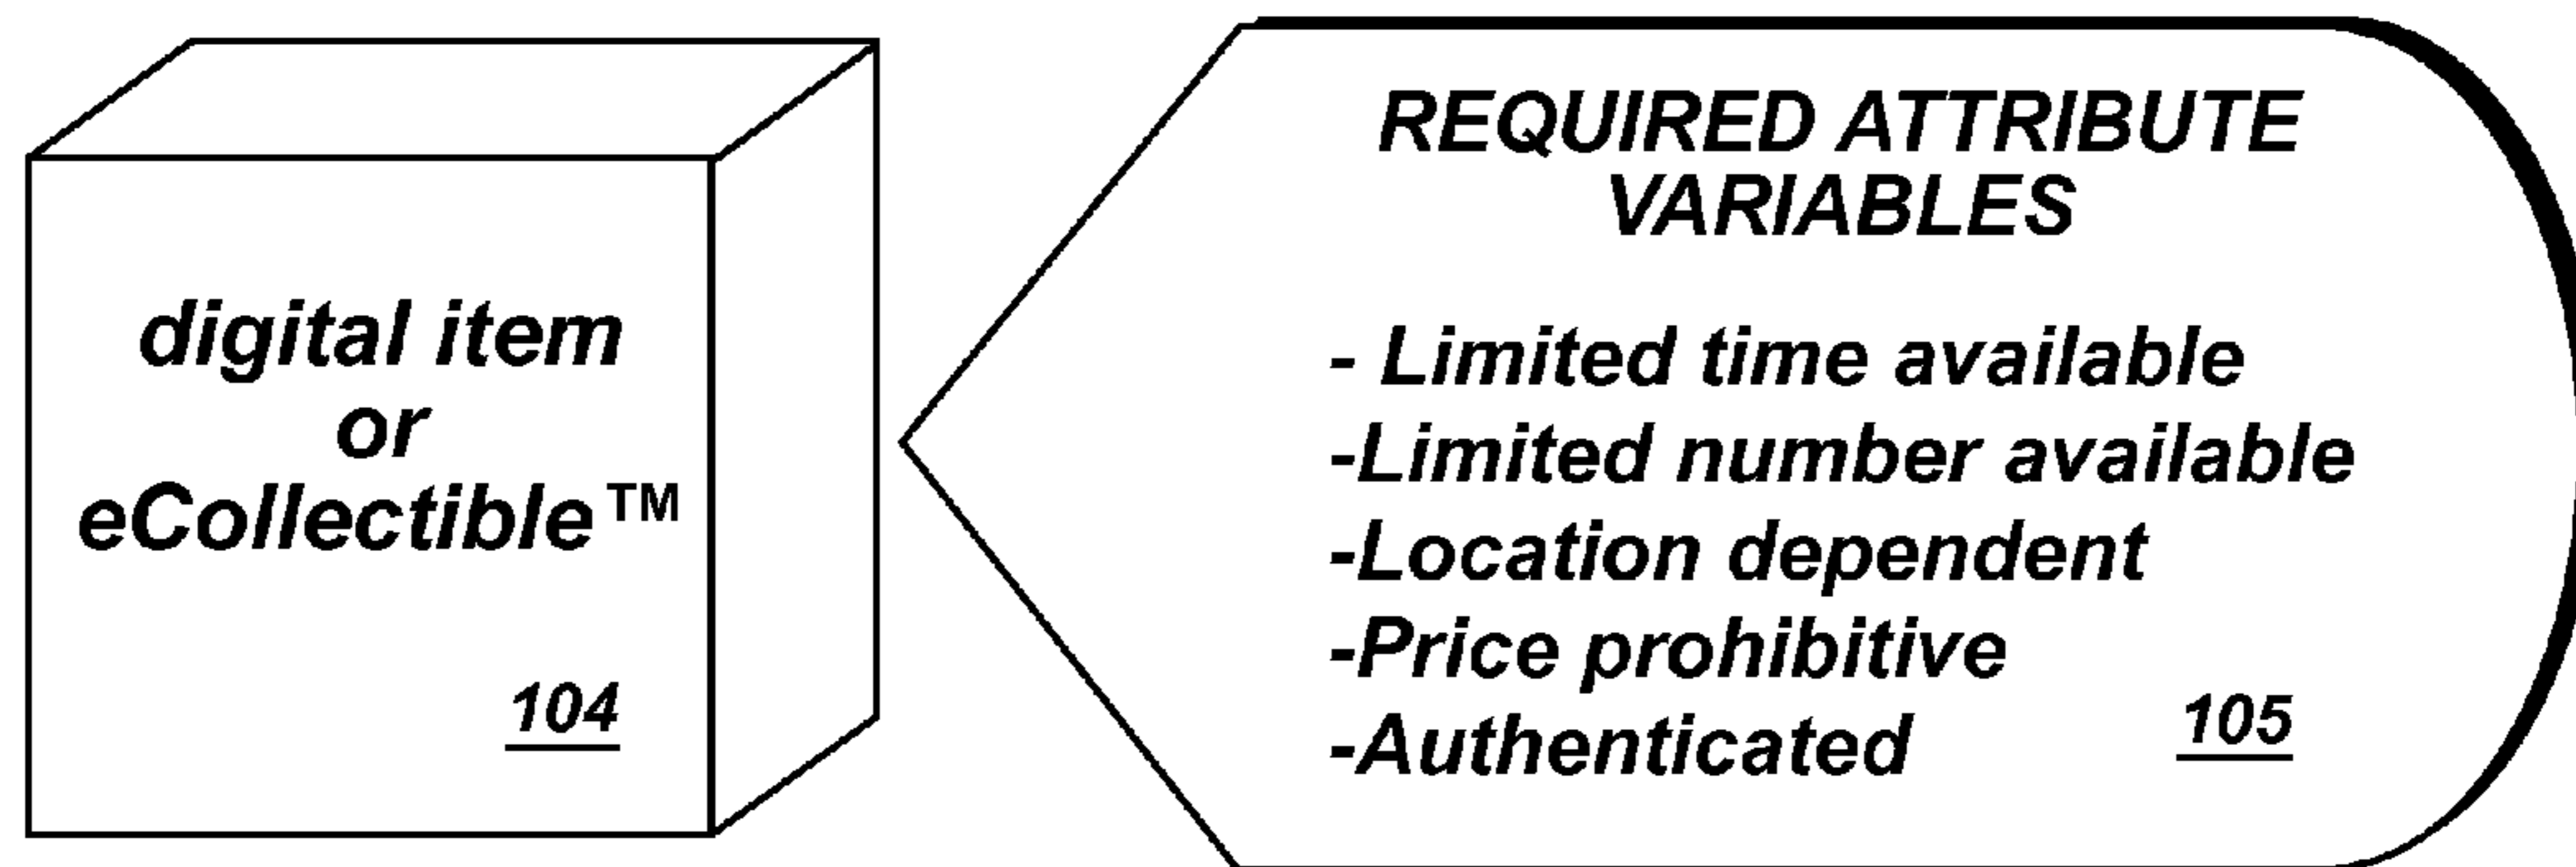 digital item
or
eCollectible™
104
REQUIRED ATTRIBUTE
VARIABLES
- Limited time available
-Limited number available
-Location dependent
-Price prohibitive
-Authenticated
105